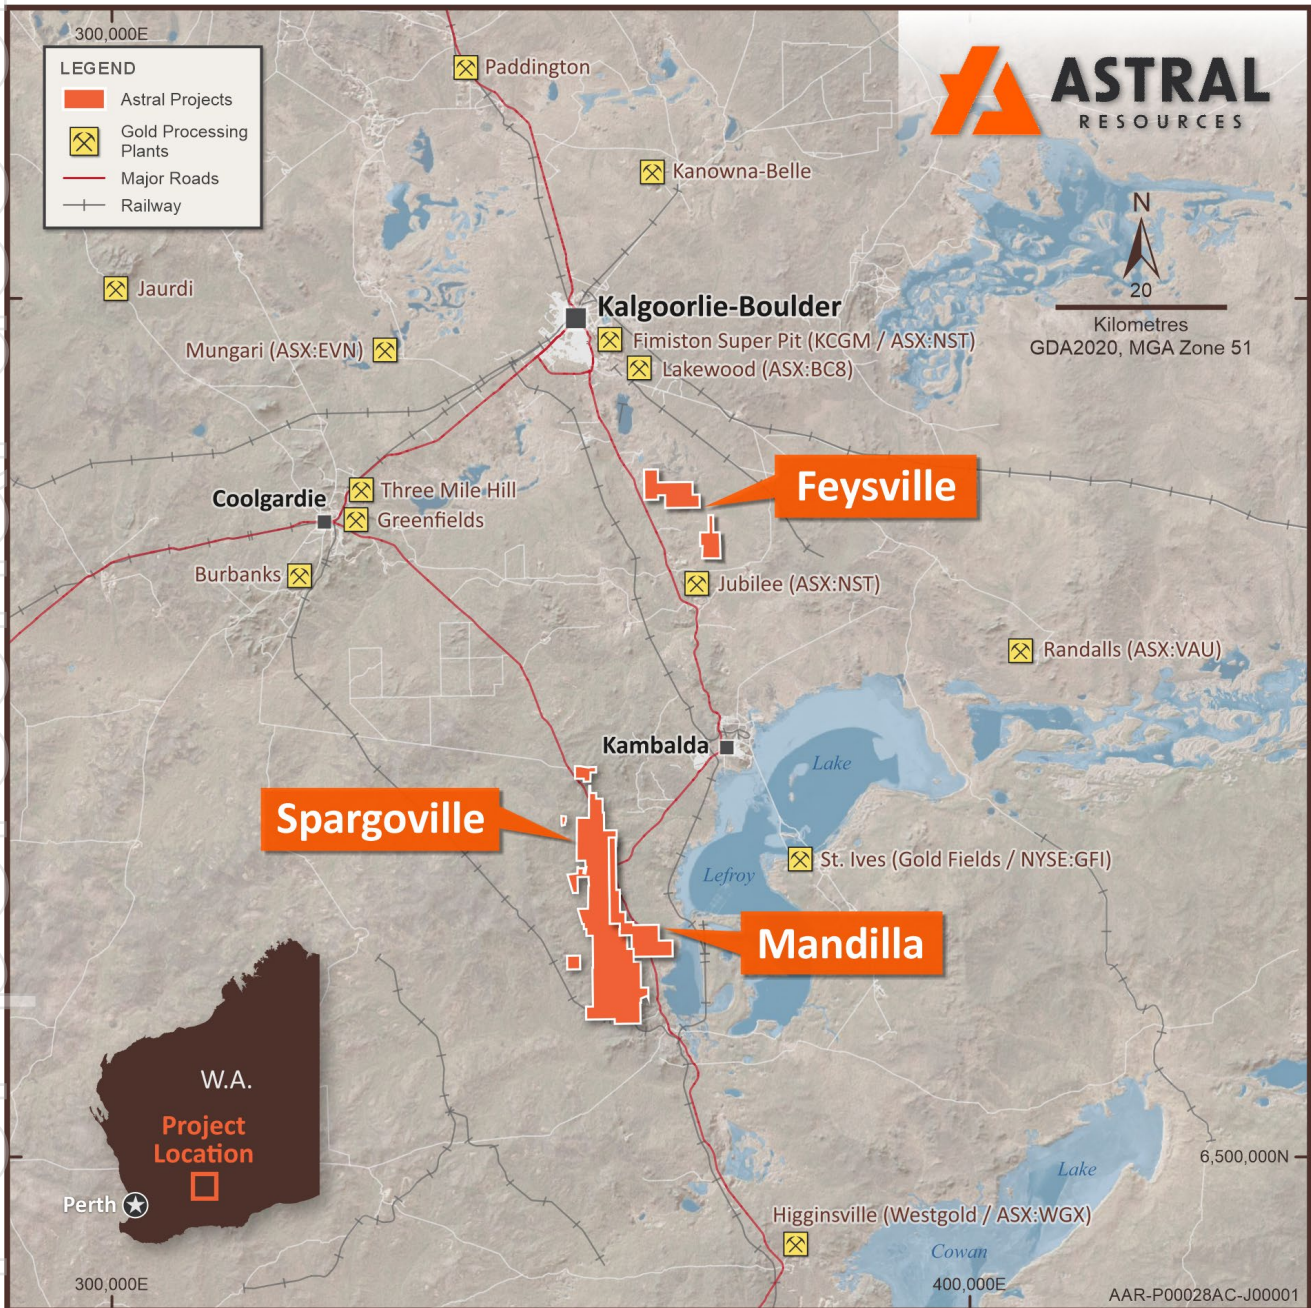 300,000E
LEGEND
Astral Projects
Gold Processing
Plants
Major Roads
Railway
Paddington
ASTRAL
RESOURCES
Kanowna-Belle
N
20
Kilometres
GDA2020, MGA Zone 51
Jaurdi
Kalgoorlie-Boulder
Mungari (ASX:EVN)
Fimiston Super Pit (KCGM / ASX:NST)
Lakewood (ASX:BC8)
Feysville
Coolgardie
Three Mile Hill
Greenfields
Burbanks
Jubilee (ASX:NST)
Randalls (ASX:VAU)
Kambalda
Lake
Spargoville
St. Ives (Gold Fields / NYSE:GFI)
Lefroy
Mandilla
W.A.
Project
Location
Perth
6,500,000N
Lake
Higginsville (Westgold / ASX:WGX)
Cowan
300,000E
400,000E
AAR-P00028AC-J00001